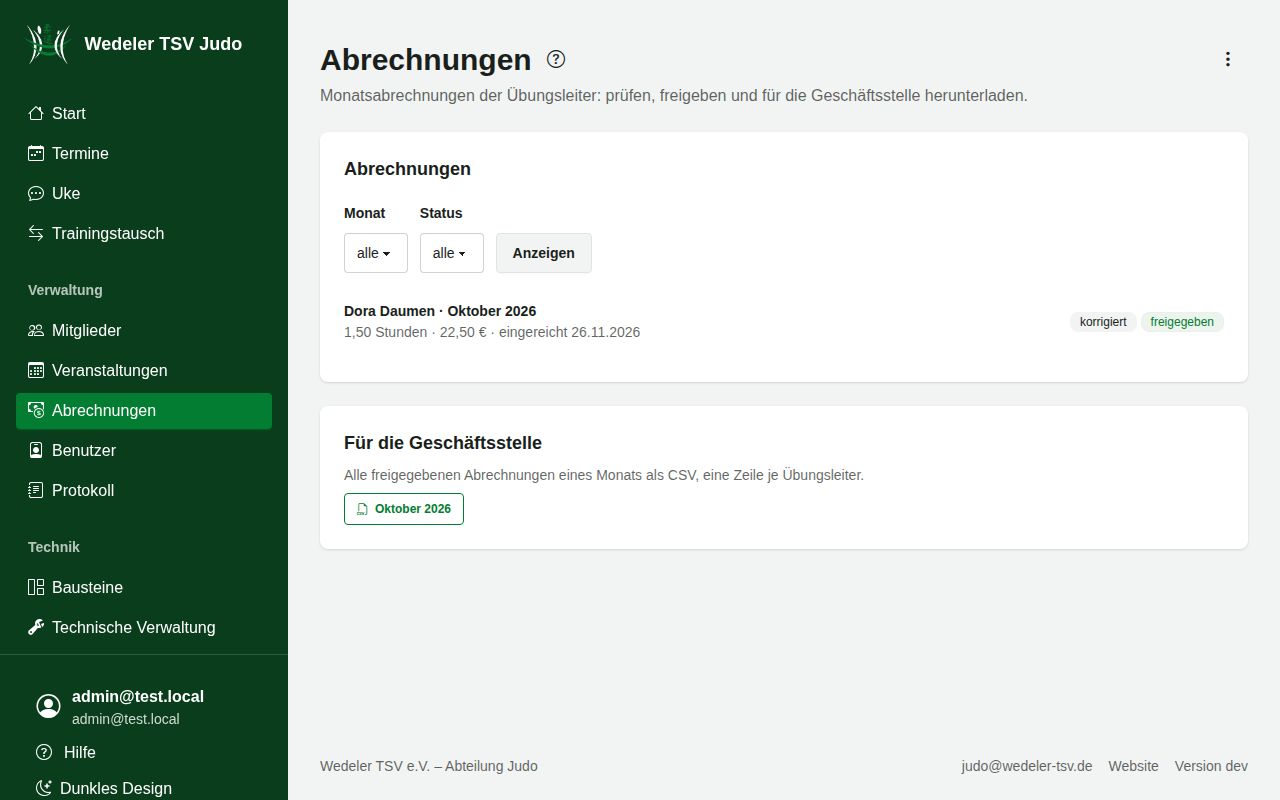 Wedeler TSV Judo
Start
Termine
Uke
Trainingstausch
Verwaltung
Mitglieder
Veranstaltungen
Abrechnungen
Benutzer
Protokoll
Technik
Bausteine
Technische Verwaltung
admin@test.local
admin@test.local
Hilfe
Dunkles Design
Abrechnungen
Monatsabrechnungen der Übungsleiter: prüfen, freigeben und für die Geschäftsstelle herunterladen.
Abrechnungen
Monat Status
alle alle Anzeigen
Dora Daumen · Oktober 2026
1,50 Stunden · 22,50 € · eingereicht 26.11.2026
korrigiert freigegeben
Für die Geschäftsstelle
Alle freigegebenen Abrechnungen eines Monats als CSV, eine Zeile je Übungsleiter.
Oktober 2026
Wedeler TSV e.V. – Abteilung Judo
judo@wedeler-tsv.de Website Version dev